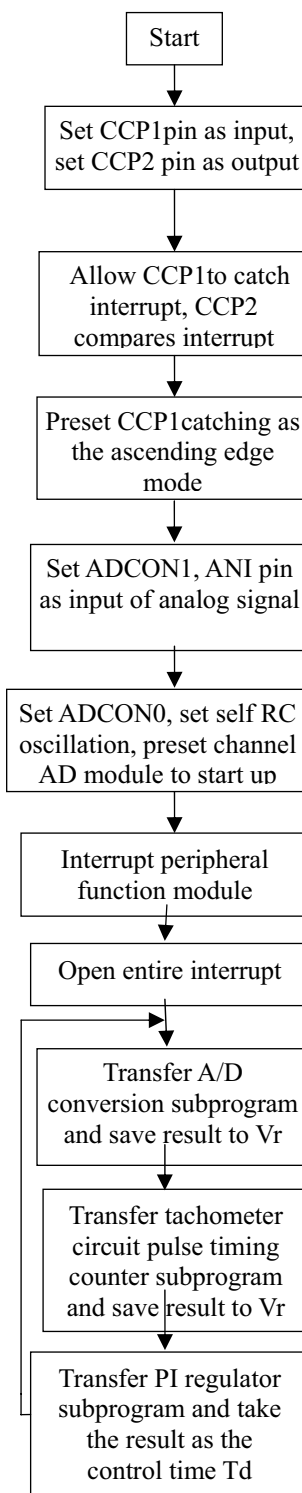 Start
Set CCP1pin as input,
set CCP2 pin as output
Allow CCP1to catch
interrupt, CCP2
compares interrupt
Preset CCP1catching as
the ascending edge
mode
Set ADCON1, ANI pin
as input of analog signal
Set ADCON0, set self RC
oscillation, preset channel
AD module to start up
Interrupt peripheral
function module
Open entire interrupt
Transfer A/D
conversion subprogram
and save result to Vr
Transfer tachometer
circuit pulse timing
counter subprogram
and save result to Vr
Transfer PI regulator
subprogram and take
the result as the
control time Td